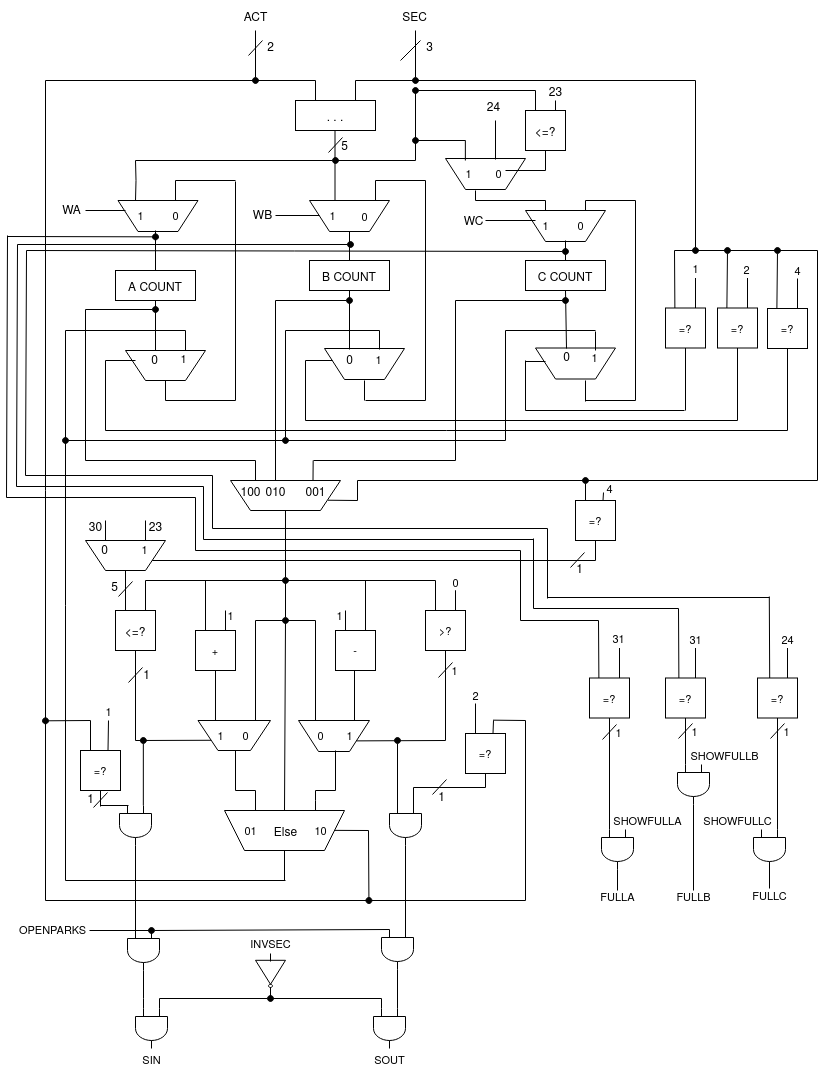 ACT
SEC
2
3
23
24
. . .
<=?
5
1 0
WA
1 0
WB
1 0
WC
1 0
A COUNT
B COUNT
C COUNT
1
2
4
=?
=?
=?
0 1
0 1
0 1
100 010 001
4
=?
30
23
0 1
1
5
<=?
1
+
1
-
0
>?
1
1
31
31
24
=?
=?
=?
1
1
1
1
=?
1
1 0
0 1
2
=?
1
SHOWFULLB
SHOWFULLA
SHOWFULLC
01 Else 10
FULLA
FULLB
FULLC
OPENPARKS
INVSEC
SIN
SOUT